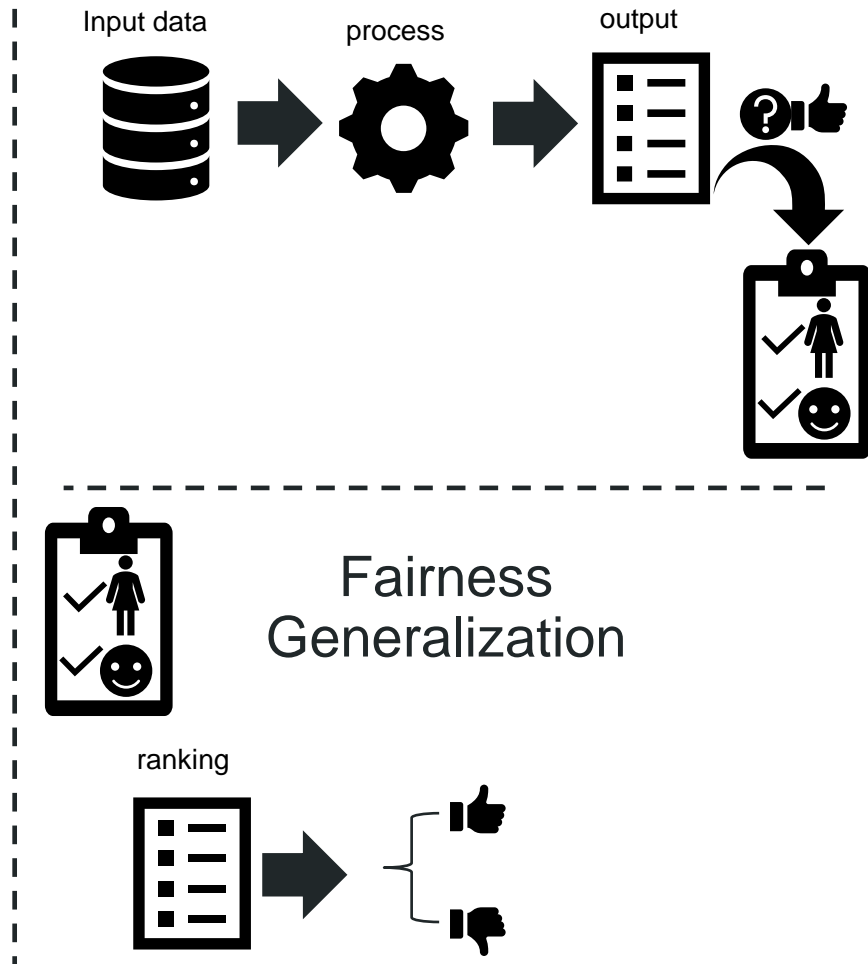 Input data
process
output
?
Fairness
Generalization
ranking